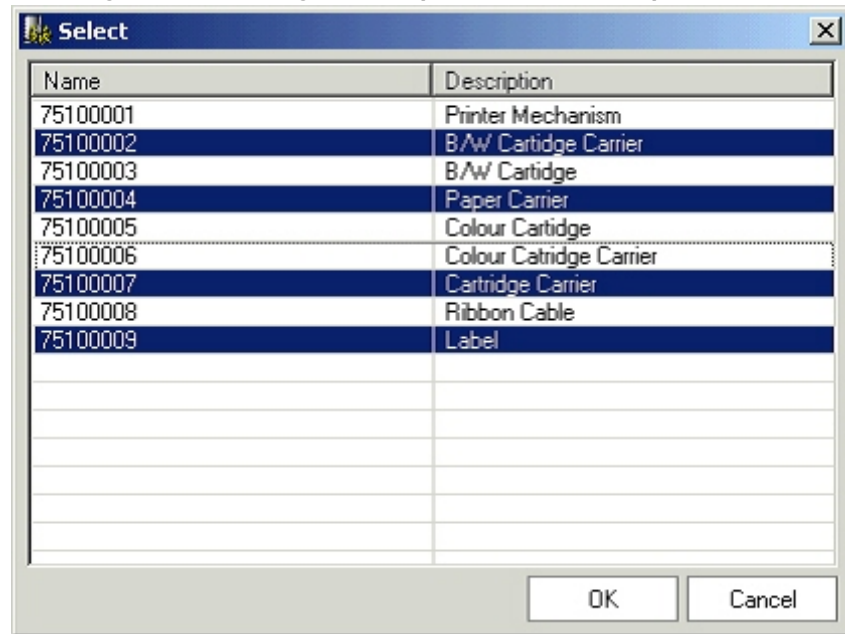 Select
Name Description
75100001 Printer Mechanism
75100002 B/W Cartidge Carrier
75100003 B/W Cartidge
75100004 Paper Carrier
75100005 Colour Cartidge
75100006 Colour Catridge Carrier
75100007 Cartridge Carrier
75100008 Ribbon Cable
75100009 Label
OK Cancel